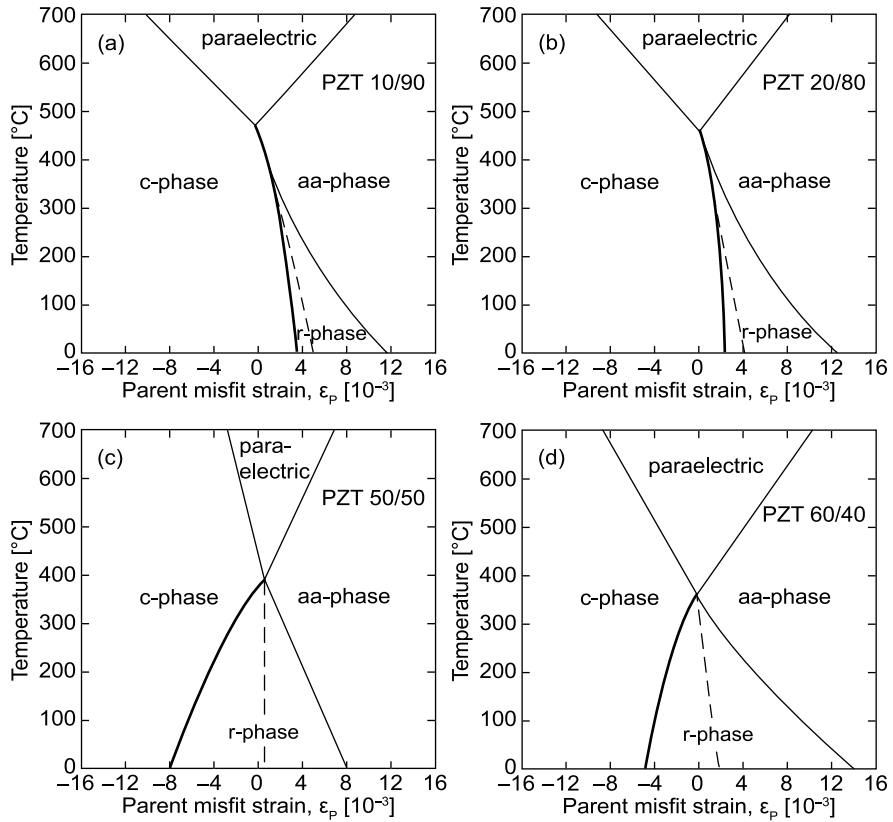 (a)
paraelectric
PZT 10/90
c-phase
aa-phase
r-phase
Temperature [°C]
700
600
500
400
300
200
100
0
−16 −12 −8 −4 0 4 8 12 16
Parent misfit strain, εP [10−3]
(b)
paraelectric
PZT 20/80
c-phase
aa-phase
r-phase
Temperature [°C]
700
600
500
400
300
200
100
0
−16 −12 −8 −4 0 4 8 12 16
Parent misfit strain, εP [10−3]
(c)
para-
electric
PZT 50/50
c-phase
aa-phase
r-phase
Temperature [°C]
700
600
500
400
300
200
100
0
−16 −12 −8 −4 0 4 8 12 16
Parent misfit strain, εP [10−3]
(d)
paraelectric
PZT 60/40
c-phase
aa-phase
r-phase
Temperature [°C]
700
600
500
400
300
200
100
0
−16 −12 −8 −4 0 4 8 12 16
Parent misfit strain, εP [10−3]